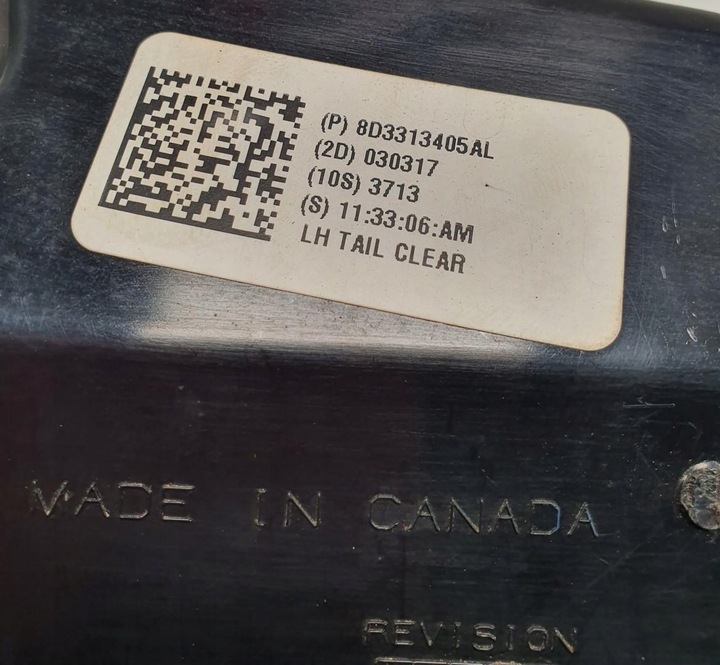 (P) 8D3313405AL
(2D) 030317
(10S) 3713
(S) 11:33:06:AM
LH TAIL CLEAR
MADE IN CANADA
REVISION